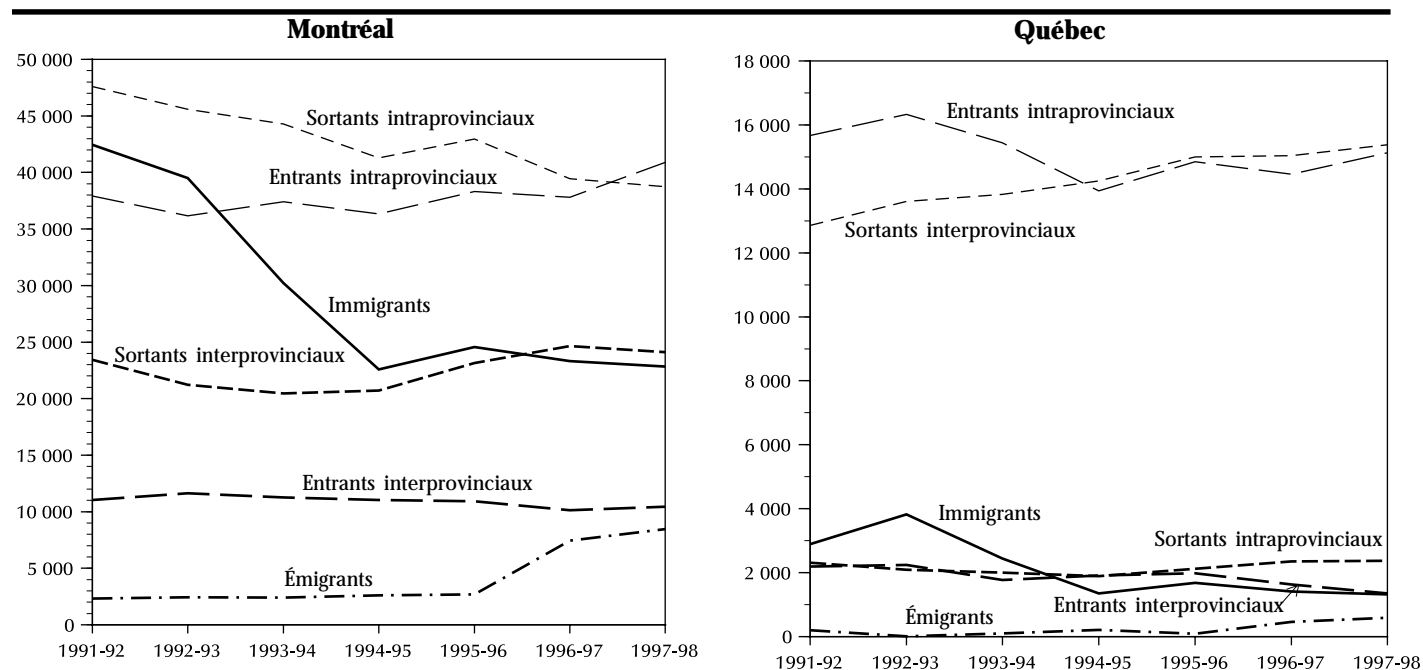 Montréal
50 000
45 000
40 000
35 000
30 000
25 000
20 000
15 000
10 000
5 000
0
Sortants intraprovinciaux
Entrants intraprovinciaux
Immigrants
Sortants interprovinciaux
Entrants interprovinciaux
Émigrants
1991-92 1992-93 1993-94 1994-95 1995-96 1996-97 1997-98
Québec
18 000
16 000
14 000
12 000
10 000
8 000
6 000
4 000
2 000
0
Entrants intraprovinciaux
Sortants interprovinciaux
Immigrants
Sortants intraprovinciaux
Entrants interprovinciaux
Émigrants
1991-92 1992-93 1993-94 1994-95 1995-96 1996-97 1997-98